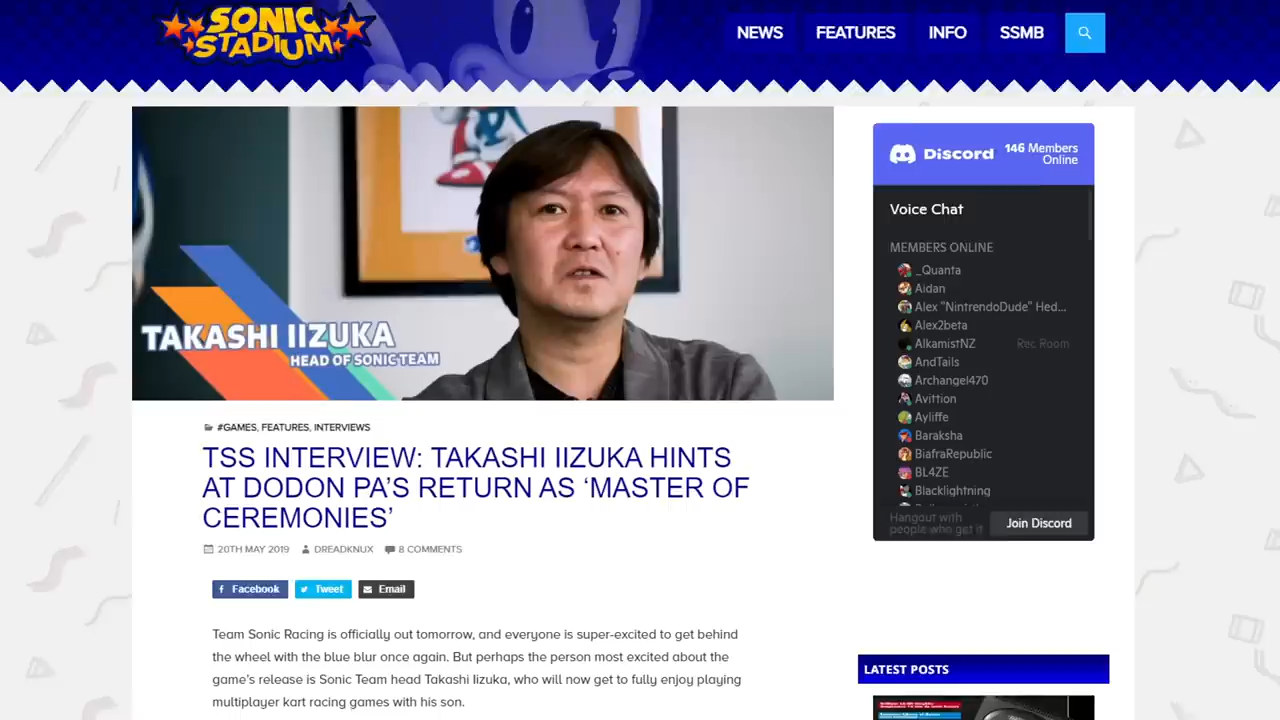 SONIC
STADIUM
NEWS
FEATURES
INFO
SSMB
TAKASHI IIZUKA
HEAD OF SONIC TEAM
#GAMES, FEATURES, INTERVIEWS
TSS INTERVIEW: TAKASHI IIZUKA HINTS
AT DODON PA'S RETURN AS ‘MASTER OF
CEREMONIES’
20TH MAY 2019
DREADKNUX
8 COMMENTS
Facebook
Tweet
Email
Team Sonic Racing is officially out tomorrow, and everyone is super-excited to get behind
the wheel with the blue blur once again. But perhaps the person most excited about the
game’s release is Sonic Team head Takashi Iizuka, who will now get to fully enjoy playing
multiplayer kart racing games with his son.
Discord
146 Members
Online
Voice Chat
MEMBERS ONLINE
_Quanta
Aidan
Alex "NintrendoDude" Hed...
Alex2beta
AlkamistNZ Rec Room
AndTails
Archangel470
Avittion
Ayliffe
Baraksha
BiafraRepublic
BL4ZE
Blacklightning
Hangout with
people who get it
Join Discord
LATEST POSTS